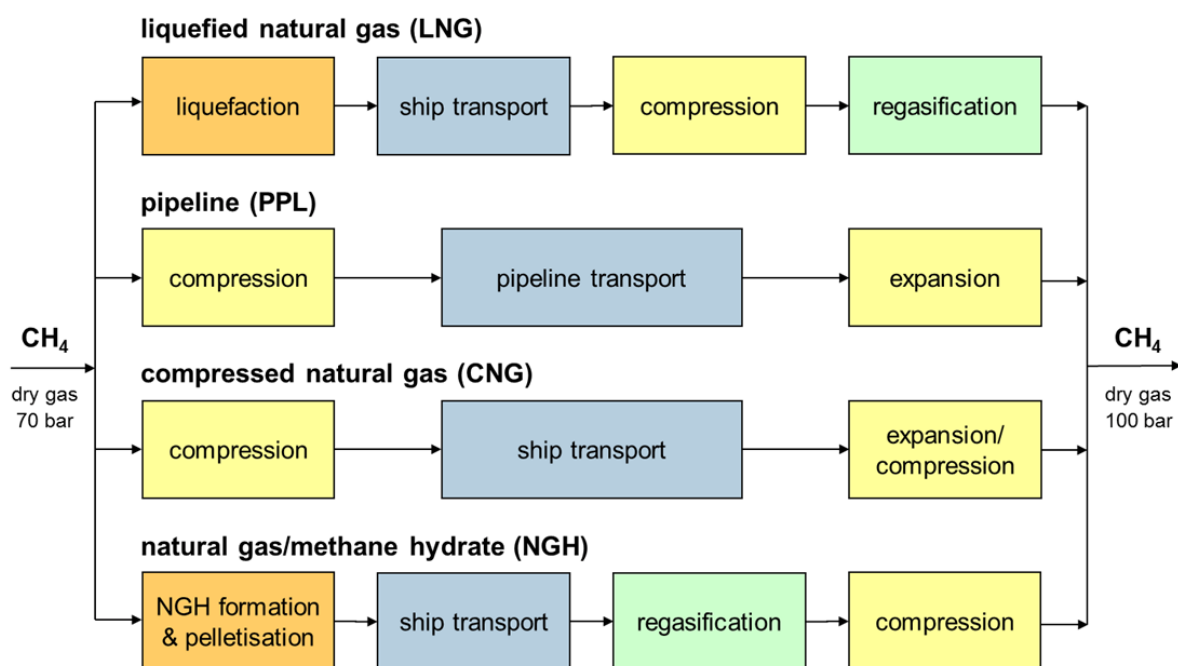 liquefied natural gas (LNG)
liquefaction
ship transport
compression
regasification
pipeline (PPL)
compression
pipeline transport
expansion
CH₄
dry gas
70 bar
CH₄
dry gas
100 bar
compressed natural gas (CNG)
compression
ship transport
expansion/
compression
natural gas/methane hydrate (NGH)
NGH formation
& pelletisation
ship transport
regasification
compression